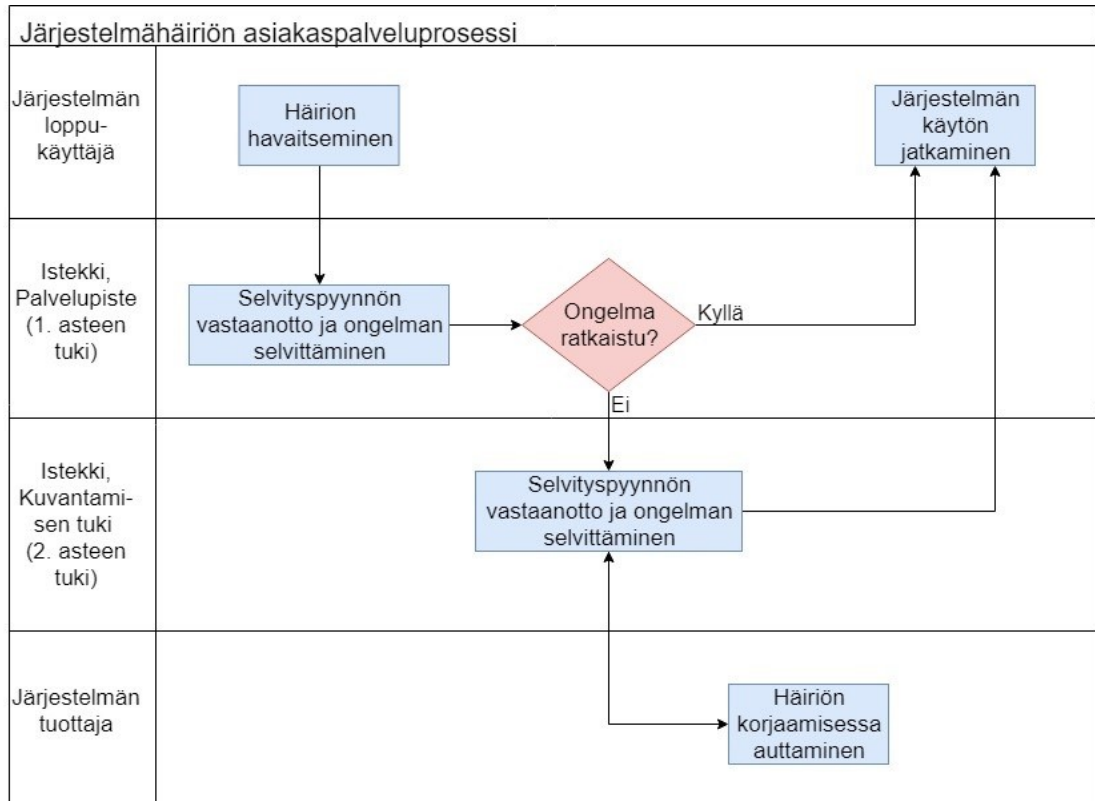 Järjestelmähäiriön asiakaspalveluprosessi
Järjestelmän
loppu-
käyttäjä
Häirion
havaitseminen
Järjestelmän
käytön
jatkaminen
Istekki,
Palvelupiste
(1. asteen
tuki)
Selvityspyynnön
vastaanotto ja ongelman
selvittäminen
Ongelma
ratkaistu?
Kyllä
Ei
Istekki,
Kuvantami-
sen tuki
(2. asteen
tuki)
Selvityspyynnön
vastaanotto ja ongelman
selvittäminen
Järjestelmän
tuottaja
Häiriön
korjaamisessa
auttaminen